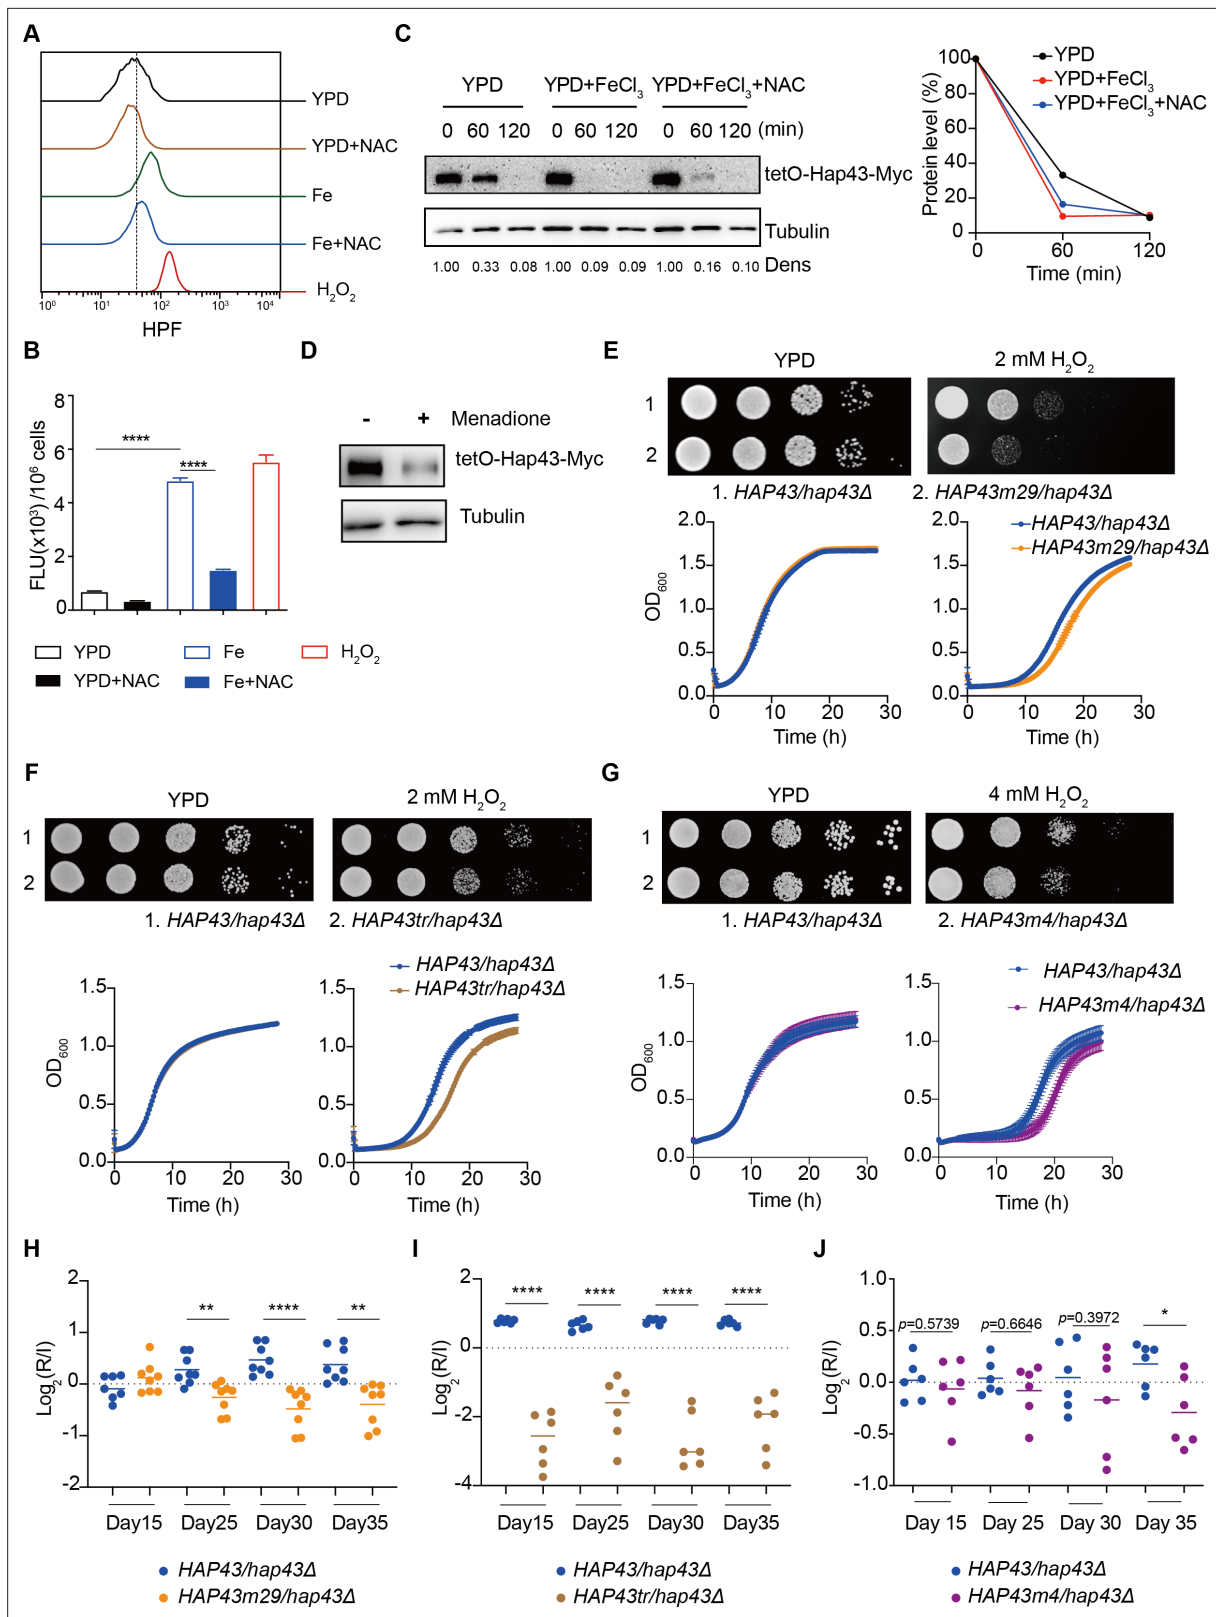 A
YPD
YPD+NAC
Fe
Fe+NAC
H2O2
10^0 10^1 10^2 10^3 10^4
HPF
C
YPD YPD+FeCl3 YPD+FeCl3+NAC
0 60 120 0 60 120 0 60 120 (min)
tetO-Hap43-Myc
Tubulin
1.00 0.33 0.08 1.00 0.09 0.09 1.00 0.16 0.10 Dens
Protein level (%)
100
80
60
40
20
0
0 60 120
Time (min)
YPD
YPD+FeCl3
YPD+FeCl3+NAC
B
FLU(x10^3)/10^6 cells
8
6
4
2
0
****
****
YPD Fe H2O2
YPD+NAC Fe+NAC
D
- + Menadione
tetO-Hap43-Myc
Tubulin
E
YPD 2 mM H2O2
1
2
1. HAP43/hap43Δ 2. HAP43m29/hap43Δ
OD600
2.0
1.5
1.0
0.5
0.0
0 10 20 30
Time (h)
2.0
1.5
1.0
0.5
0.0
0 10 20 30
Time (h)
HAP43/hap43Δ
HAP43m29/hap43Δ
F
YPD 2 mM H2O2
1
2
1. HAP43/hap43Δ 2. HAP43tr/hap43Δ
HAP43/hap43Δ
HAP43tr/hap43Δ
OD600
1.5
1.0
0.5
0.0
0 10 20 30
Time (h)
1.5
1.0
0.5
0.0
0 10 20 30
Time (h)
G
YPD 4 mM H2O2
1
2
1. HAP43/hap43Δ 2. HAP43m4/hap43Δ
HAP43/hap43Δ
HAP43m4/hap43Δ
OD600
1.5
1.0
0.5
0.0
0 10 20 30
Time (h)
1.5
1.0
0.5
0.0
0 10 20 30
Time (h)
H
Log2(R/I)
2
1
0
-1
-2
** **** **
Day15 Day25 Day30 Day35
HAP43/hap43Δ
HAP43m29/hap43Δ
I
Log2(R/I)
2
0
-2
-4
**** **** **** ****
Day15 Day25 Day30 Day35
HAP43/hap43Δ
HAP43tr/hap43Δ
J
Log2(R/I)
1.0
0.5
0.0
-0.5
-1.0
p=0.5739 p=0.6646 p=0.3972 *
Day 15 Day 25 Day 30 Day 35
HAP43/hap43Δ
HAP43m4/hap43Δ